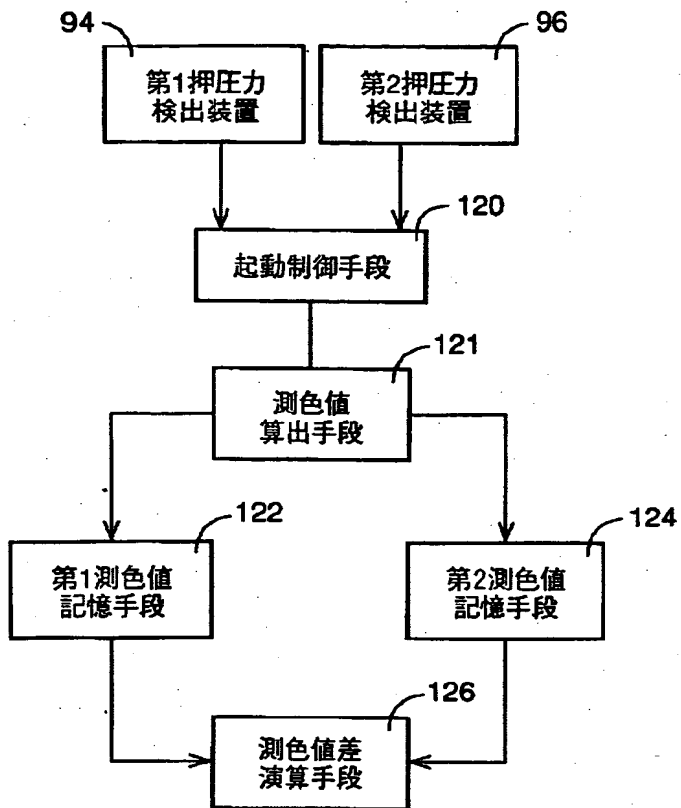 94
96
第1押圧力
検出装置
第2押圧力
検出装置
120
起動制御手段
121
測色値
算出手段
122
124
第1測色値
記憶手段
第2測色値
記憶手段
126
測色値差
演算手段